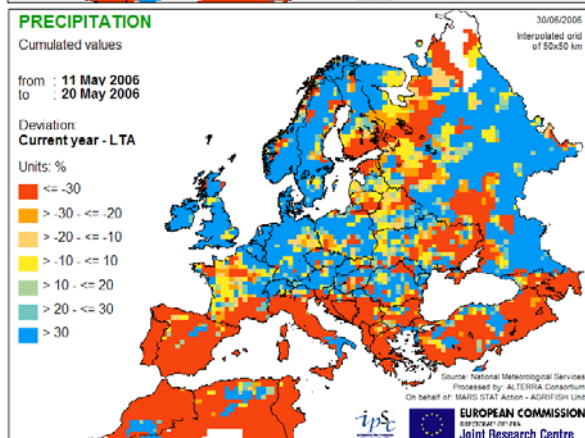 PRECIPITATION
30/06/2006
Cumulated values
Interpolated grid
of 50x50 km
from : 11 May 2006
to : 20 May 2006
Deviation:
Current year - LTA
Units: %
<= -30
> -30 - <= -20
> -20 - <= -10
> -10 - <= 10
> 10 - <= 20
> 20 - <= 30
> 30
Source: National Meteorological Services
Processed by: ALTERRA Consortium
On behalf of: MARS STAT Action - AGRIFISH Unit
ipsc
EUROPEAN COMMISSION
Joint Research Centre